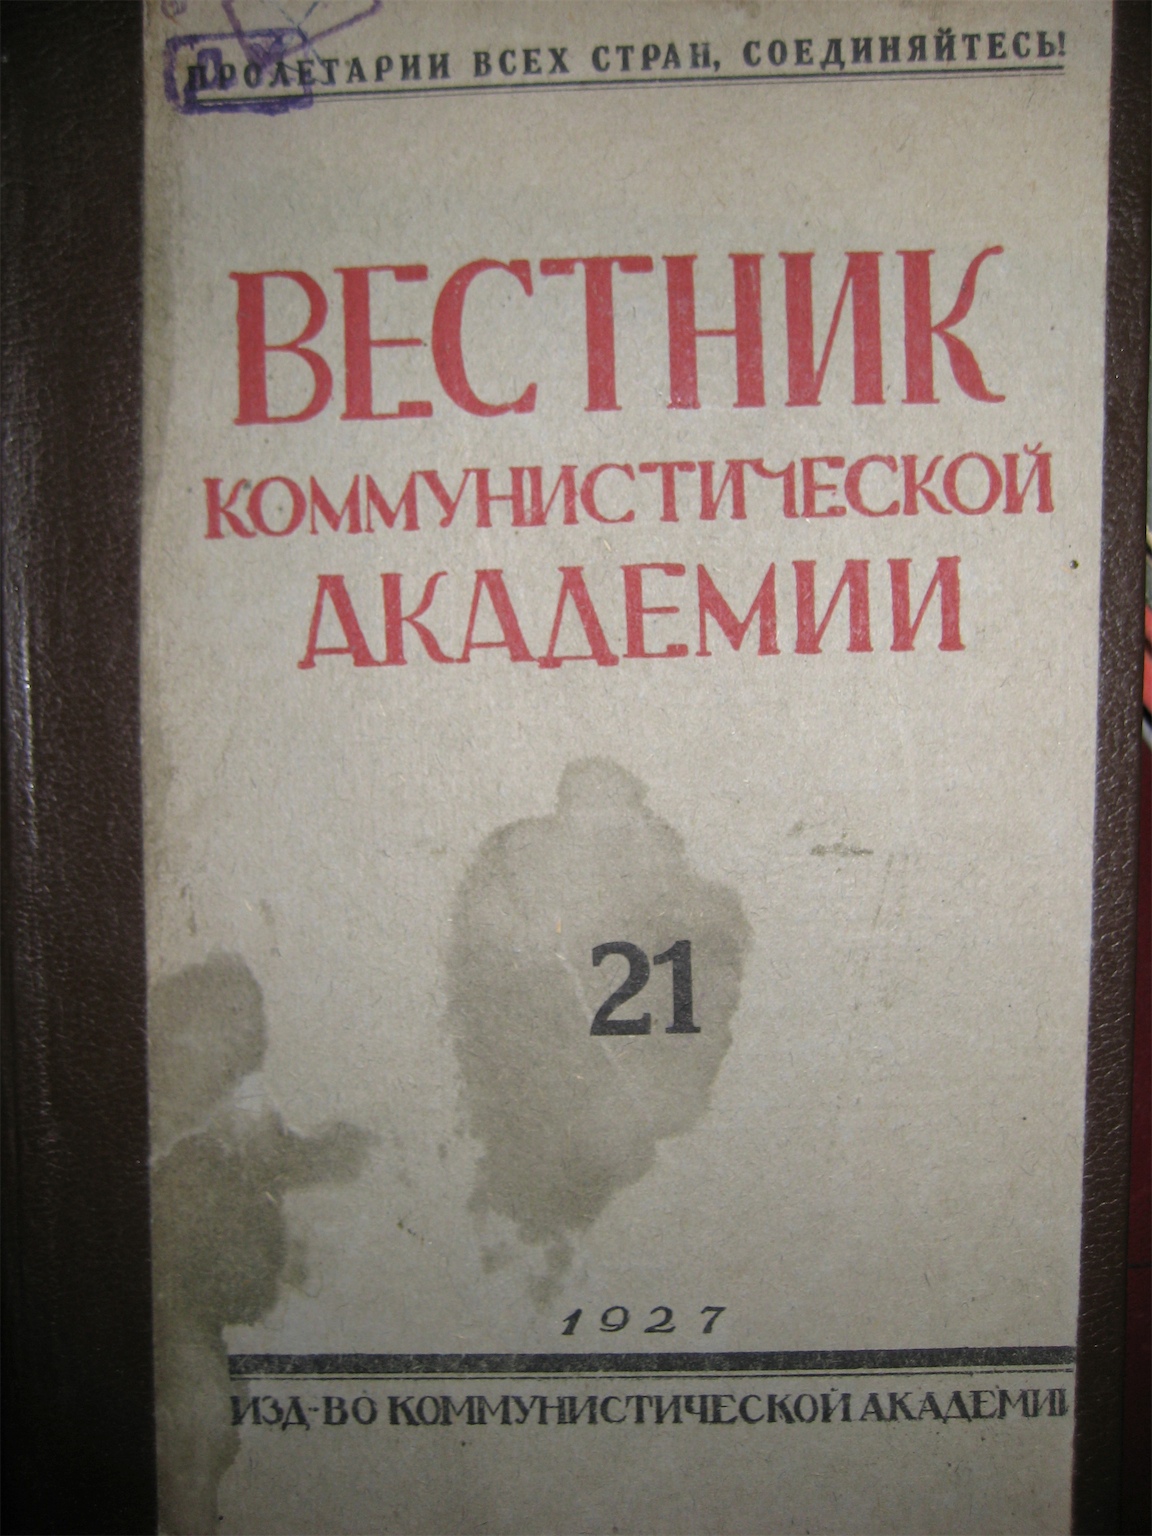 ПРОЛЕТАРИИ ВСЕХ СТРАН, СОЕДИНЯЙТЕСЬ!
ВЕСТНИК
КОММУНИСТИЧЕСКОЙ
АКАДЕМИИ
21
1927
ИЗД-ВО КОММУНИСТИЧЕСКОЙ АКАДЕМИИ